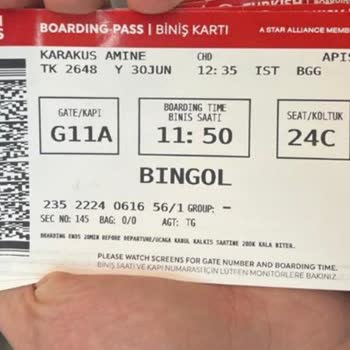 BOARDING PASS | BİNİŞ KARTI
A STAR ALLIANCE MEMB
KARAKUS AMINE CHD APIS
TK 2648 Y 30JUN 12:35 IST BGG
GATE/KAPI BOARDING TIME SEAT/KOLTUK
BINIS SAATI
G11A 11:50 24C
BINGOL
235 2224 0616 56/1 GROUP: -
SEC NO: 145 BAG: 0/0 AGT: TG
BOARDING ENDS 20MIN BEFORE DEPARTURE/UCAGA KABUL KALKIS SAATINE 20DK KALA BITER.
PLEASE WATCH SCREENS FOR GATE NUMBER AND BOARDING TIME.
BİNİŞ SAATİ VE KAPI NUMARASI İÇİN LÜTFEN MONİTÖRLERE BAKINIZ.